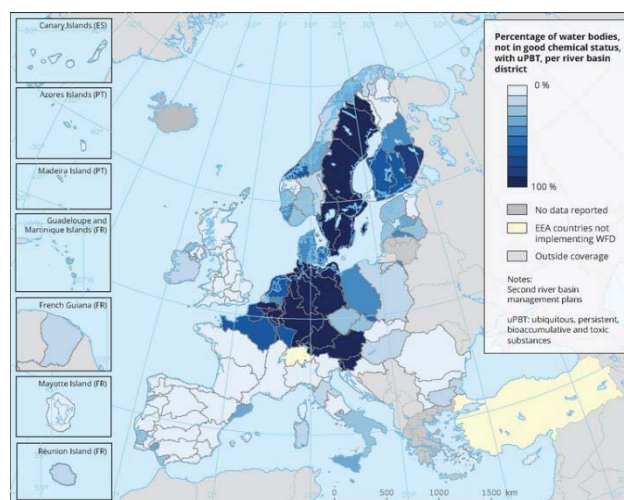 Canary Islands (ES)
Azores Islands (PT)
Madeira Island (PT)
Guadeloupe and
Martinique Islands (FR)
French Guiana (FR)
Mayotte Island (FR)
Réunion Island (FR)
Percentage of water bodies,
not in good chemical status,
with uPBT, per river basin
district
0 %
100 %
No data reported
EEA countries not
implementing WFD
Outside coverage
Notes:
Second river basin
management plans
uPBT: ubiquitous, persistent,
bioaccumulative and toxic
substances
0 500 1000 1500 km